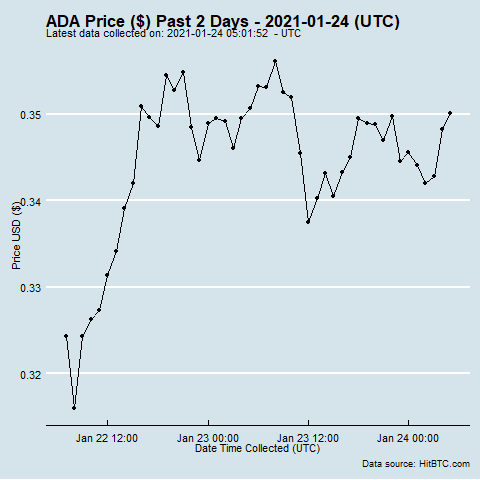 ADA Price ($) Past 2 Days - 2021-01-24 (UTC)
Latest data collected on: 2021-01-24 05:01:52 - UTC
0.35
0.34
0.33
0.32
Price USD ($)
Jan 22 12:00
Jan 23 00:00
Jan 23 12:00
Jan 24 00:00
Date Time Collected (UTC)
Data source: HitBTC.com